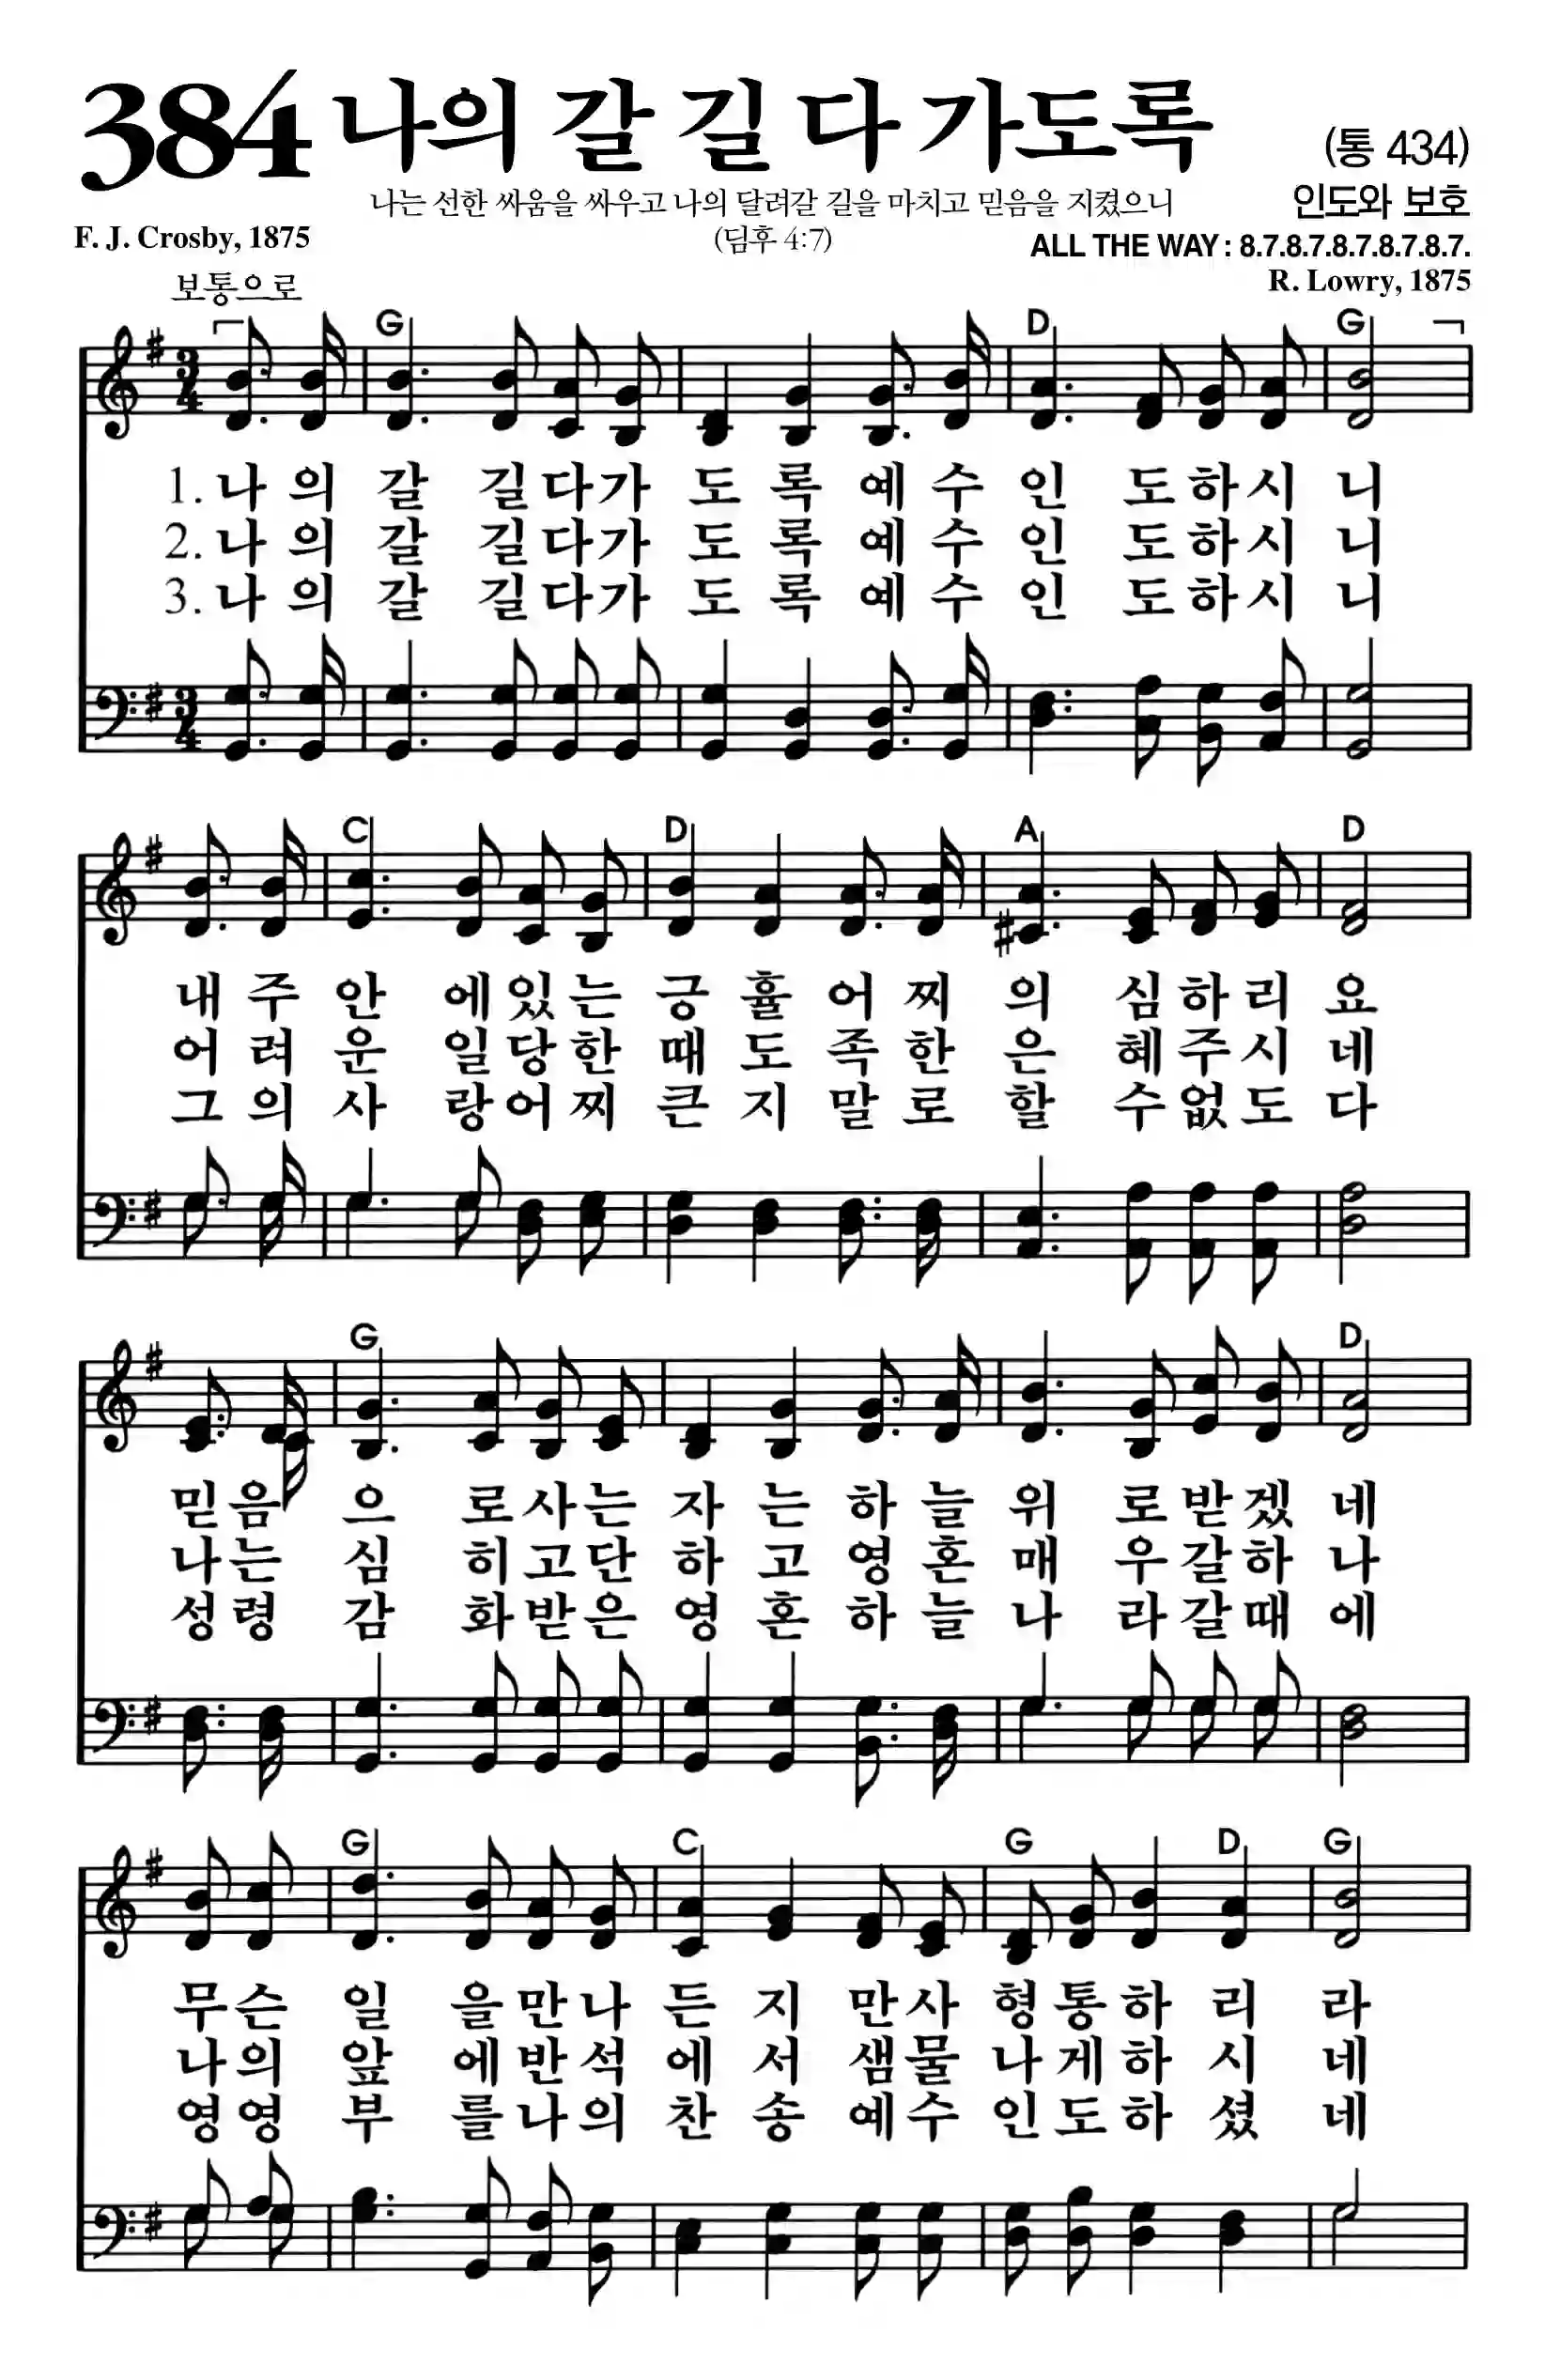 384 나의 갈 길 다 가도록 (통 434)
나는 선한 싸움을 싸우고 나의 달려갈 길을 마치고 믿음을 지켰으니 인도와 보호
F. J. Crosby, 1875 (딤후 4:7) ALL THE WAY : 8.7.8.7.8.7.8.7.8.7.
보통으로 R. Lowry, 1875
G D G
1. 나 의 갈 길 다 가 도 록 예 수 인 도 하 시 니
2. 나 의 갈 길 다 가 도 록 예 수 인 도 하 시 니
3. 나 의 갈 길 다 가 도 록 예 수 인 도 하 시 니
C D A D
내 주 안 에 있 는 긍 휼 어 찌 의 심 하 리 요
어 려 운 일 당 한 때 도 족 한 은 혜 주 시 네
그 의 사 랑 어 찌 큰 지 말 로 할 수 없 도 다
G D
믿 음 으 로 사 는 자 는 하 늘 위 로 받 겠 네
나 는 심 히 고 단 하 고 영 혼 매 우 갈 하 나
성 령 감 화 받 은 영 혼 하 늘 나 라 갈 때 에
G C G D G
무 슨 일 을 만 나 든 지 만 사 형 통 하 리 라
나 의 앞 에 반 석 에 서 샘 물 나 게 하 시 네
영 영 부 를 나 의 찬 송 예 수 인 도 하 셨 네